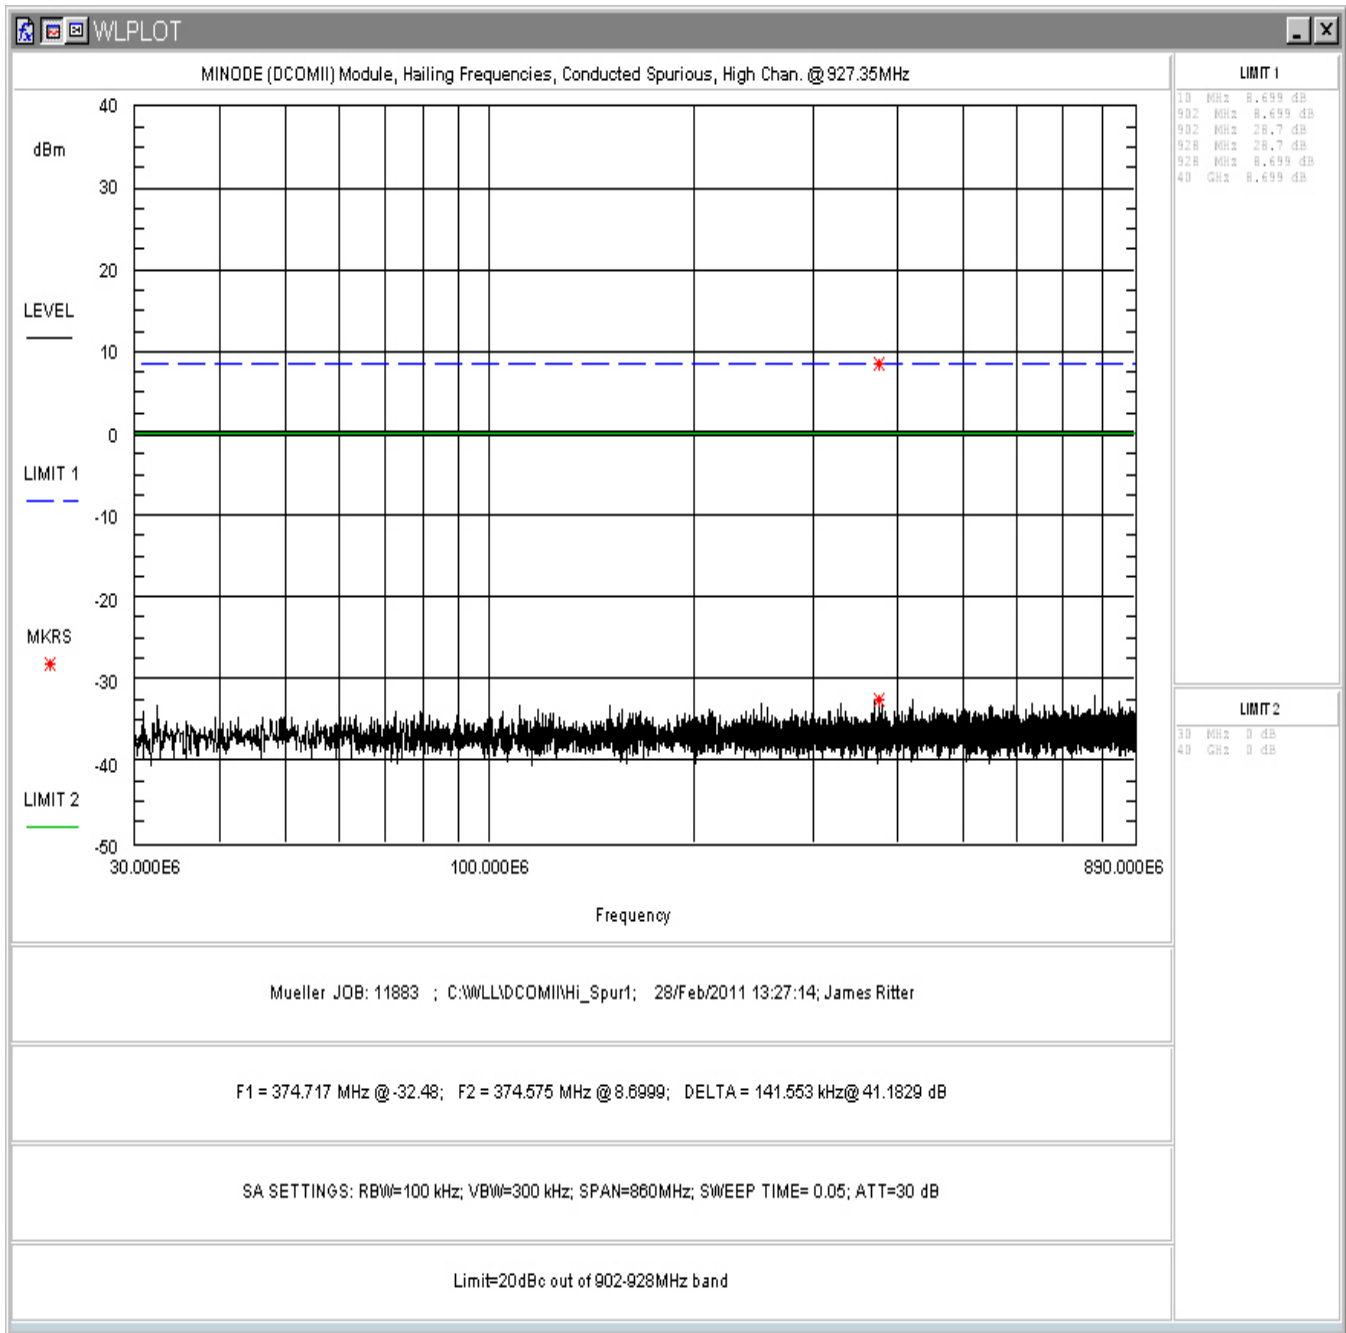 WLPLOT
MINODE (DCOMII) Module, Hailing Frequencies, Conducted Spurious, High Chan. @ 927.35MHz
40
dBm
30
20
LEVEL
10
0
LIMIT 1
-10
-20
MKRS
-30
-40
LIMIT 2
-50
30.000E6 100.000E6 890.000E6
Frequency
Mueller JOB: 11883 ; C:\WLL\DCOMII\Hi_Spur1; 28/Feb/2011 13:27:14; James Ritter
F1 = 374.717 MHz @ -32.48; F2 = 374.575 MHz @ 8.6999; DELTA = 141.553 kHz@ 41.1829 dB
SA SETTINGS: RBW=100 kHz; VBW=300 kHz; SPAN=860MHz; SWEEP TIME= 0.05; ATT=30 dB
Limit=20dBc out of 902-928MHz band
LIMIT 1
10 MHz 8.699 dB
902 MHz 8.699 dB
902 MHz 28.7 dB
928 MHz 28.7 dB
928 MHz 8.699 dB
40 GHz 8.699 dB
LIMIT 2
30 MHz 0 dB
40 GHz 0 dB